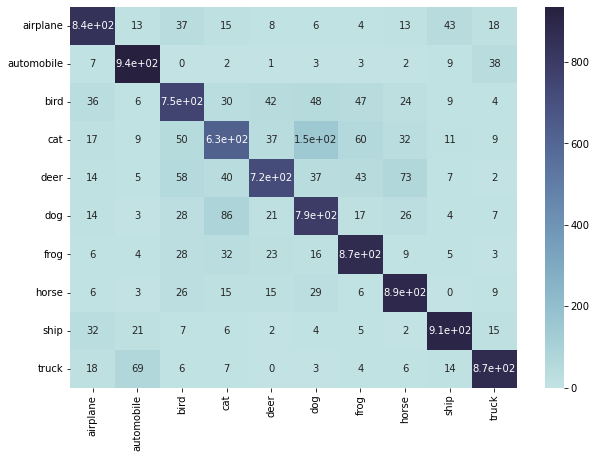 airplane 8.4e+02 13 37 15 8 6 4 13 43 18
automobile 7 9.4e+02 0 2 1 3 3 2 9 38
bird 36 6 7.5e+02 30 42 48 47 24 9 4
cat 17 9 50 6.3e+02 37 1.5e+02 60 32 11 9
deer 14 5 58 40 7.2e+02 37 43 73 7 2
dog 14 3 28 86 21 7.9e+02 17 26 4 7
frog 6 4 28 32 23 16 8.7e+02 9 5 3
horse 6 3 26 15 15 29 6 8.9e+02 0 9
ship 32 21 7 6 2 4 5 2 9.1e+02 15
truck 18 69 6 7 0 3 4 6 14 8.7e+02
airplane automobile bird cat deer dog frog horse ship truck
800
600
400
200
0